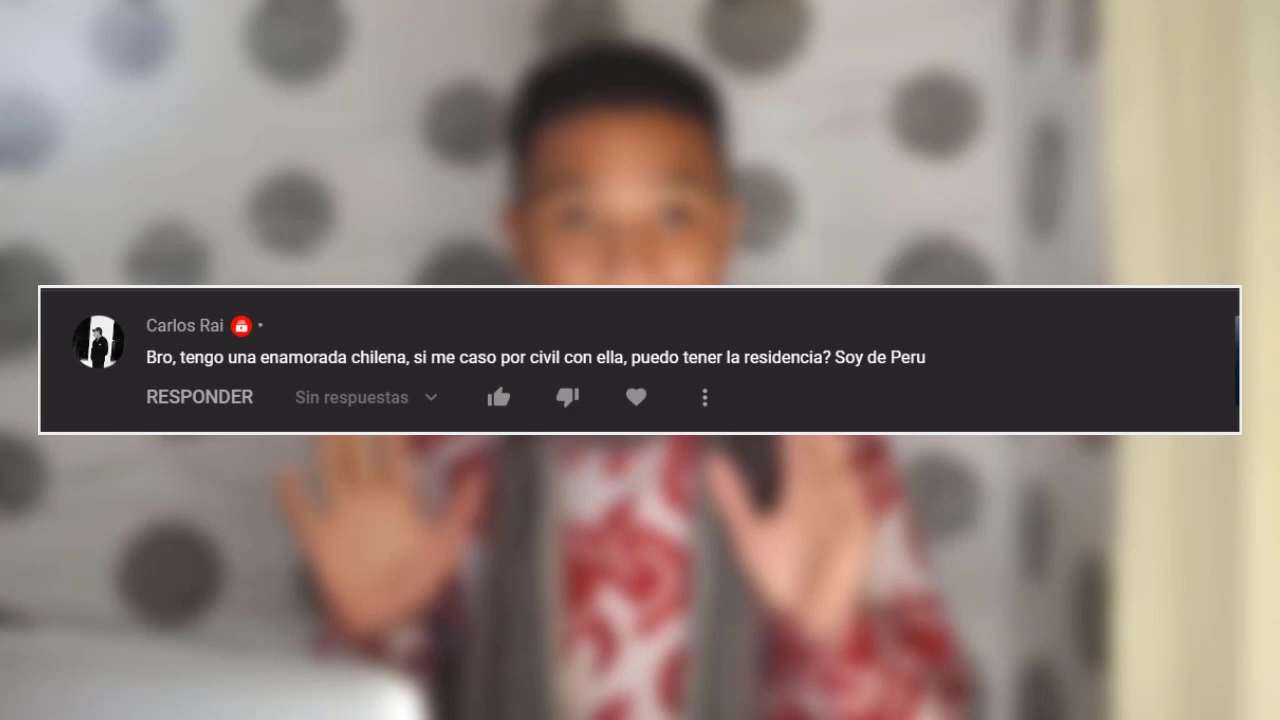 Carlos Rai •
Bro, tengo una enamorada chilena, si me caso por civil con ella, puedo tener la residencia? Soy de Peru
RESPONDER Sin respuestas